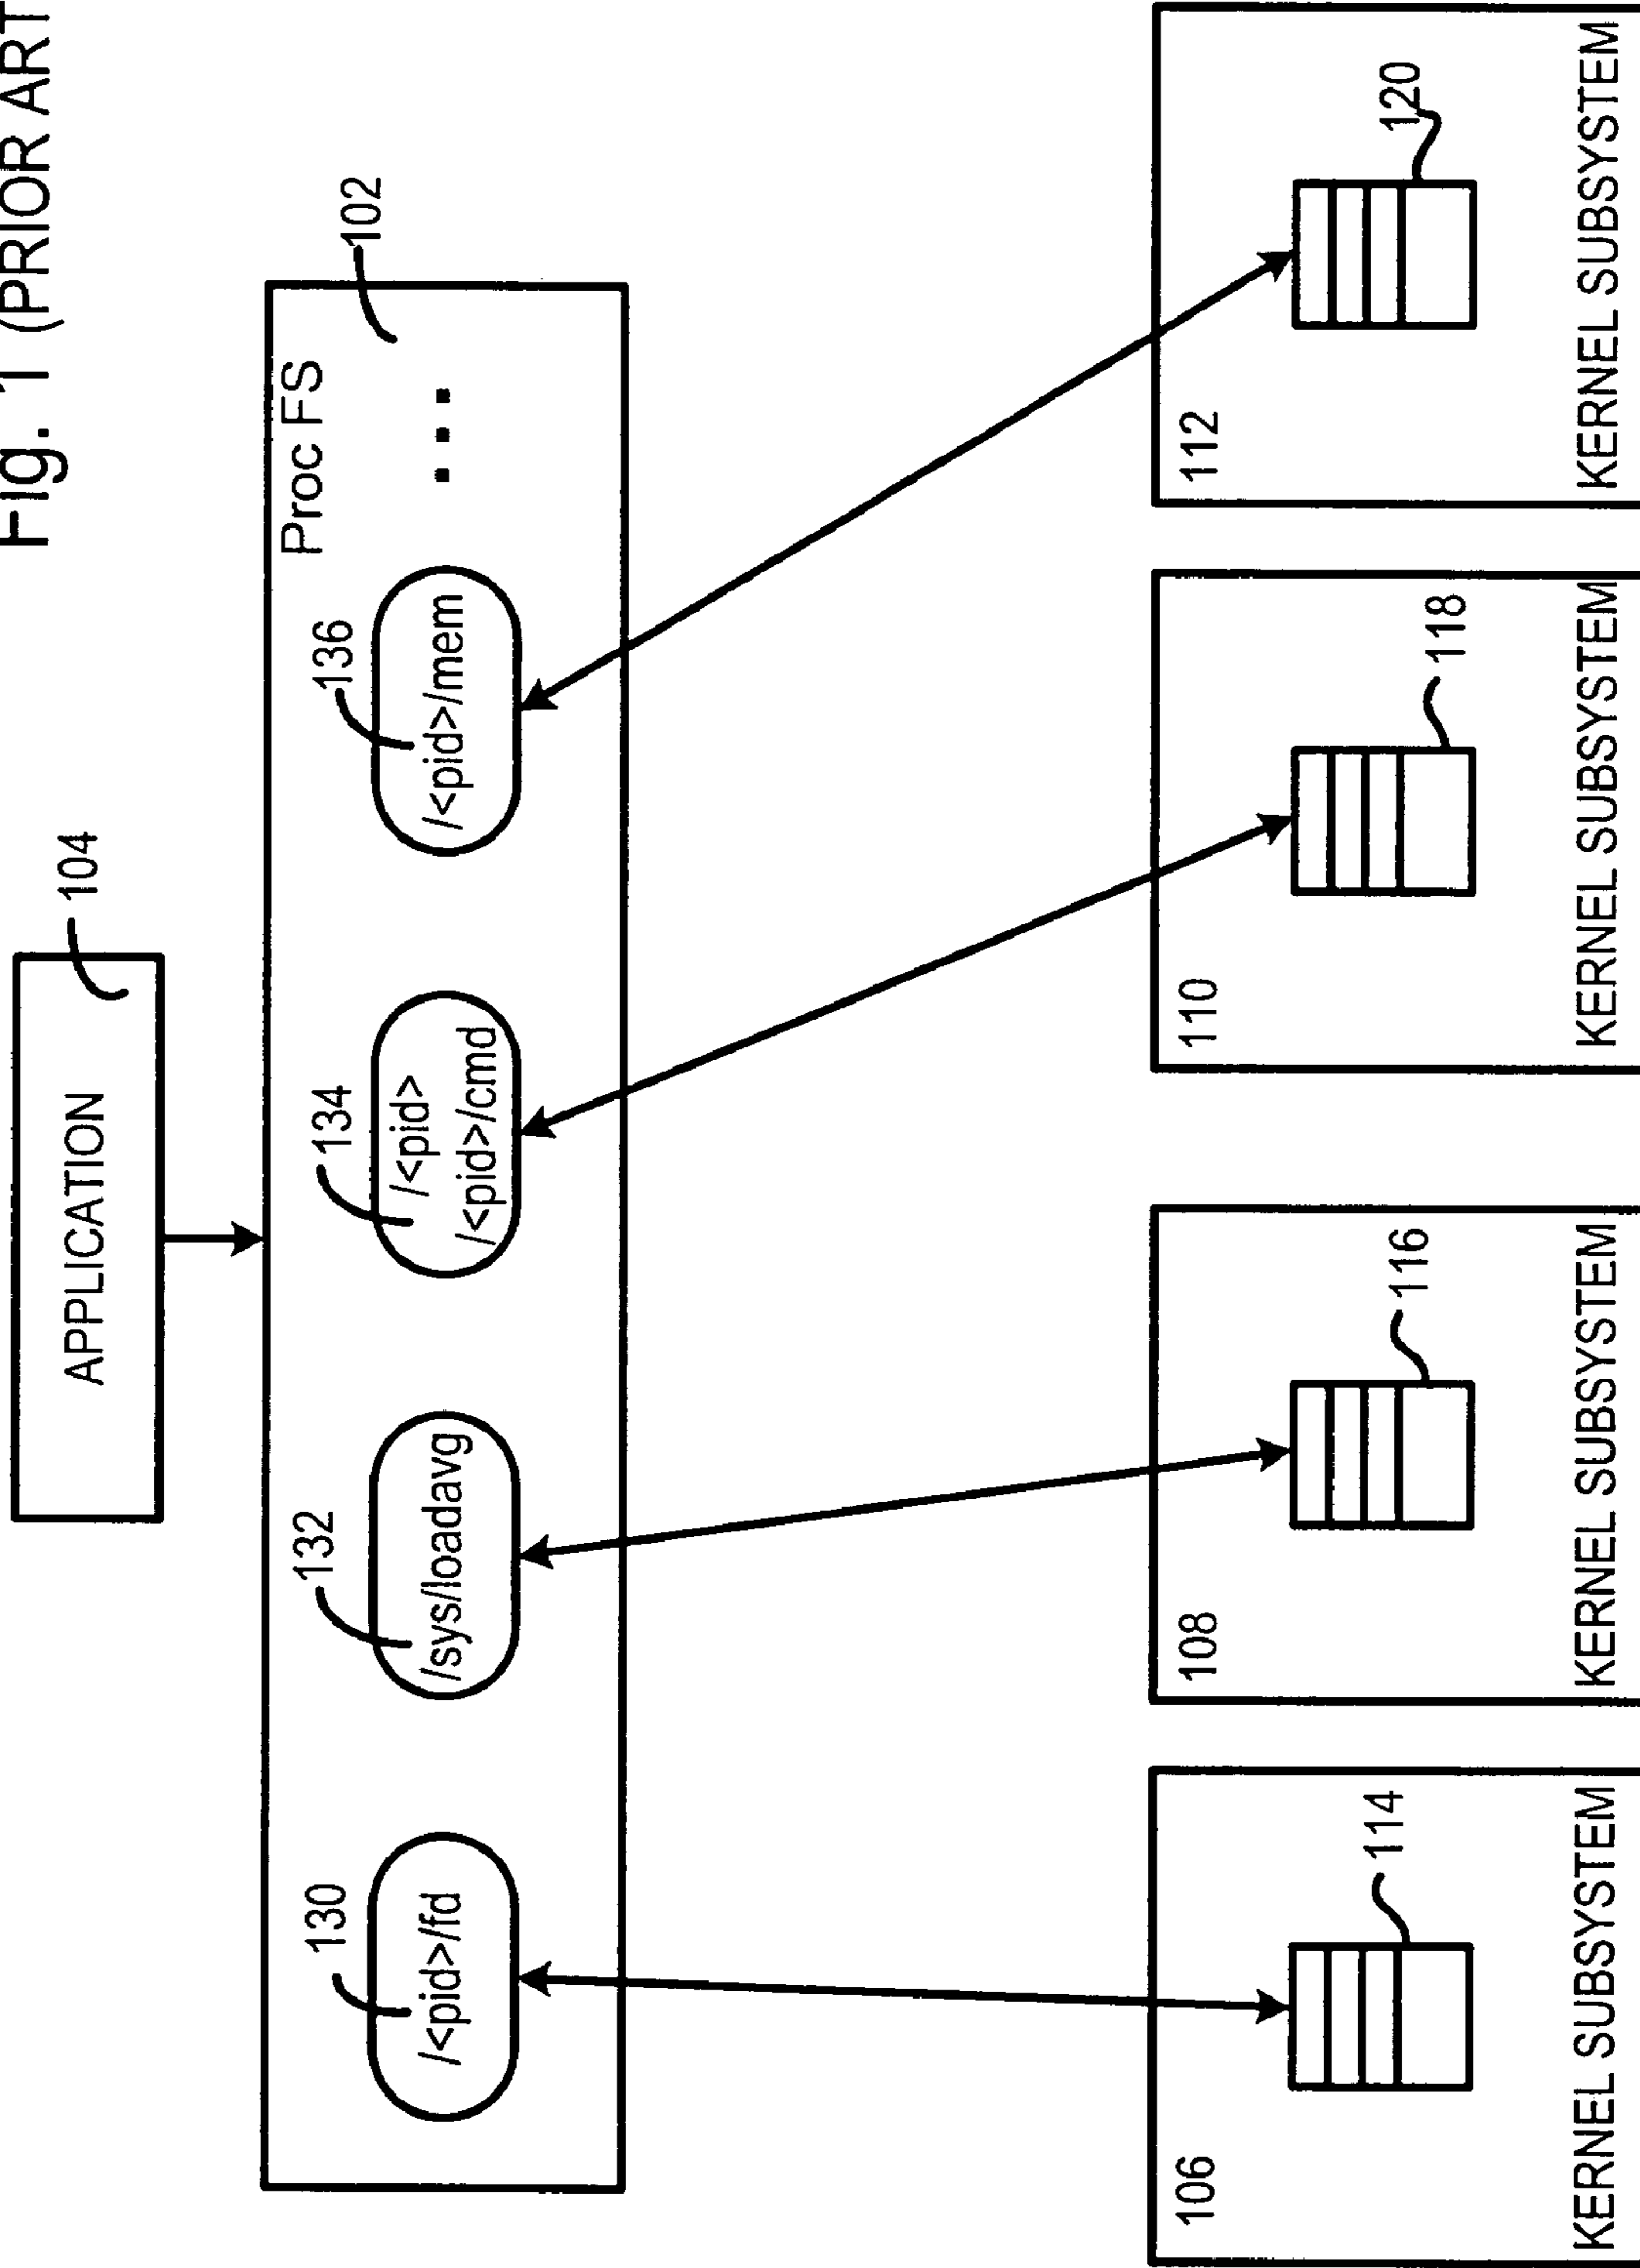 Fig. 1 (PRIOR ART
APPLICATION
104
Proc FS
102
130
132
134
136
/<pid>/fd
/sys/loadavg
/<pid>
/<pid>/cmd
/<pid>/mem
...
106
114
KERNEL SUBSYSTEM
108
116
KERNEL SUBSYSTEM
110
118
KERNEL SUBSYSTEM
112
120
KERNEL SUBSYSTEM